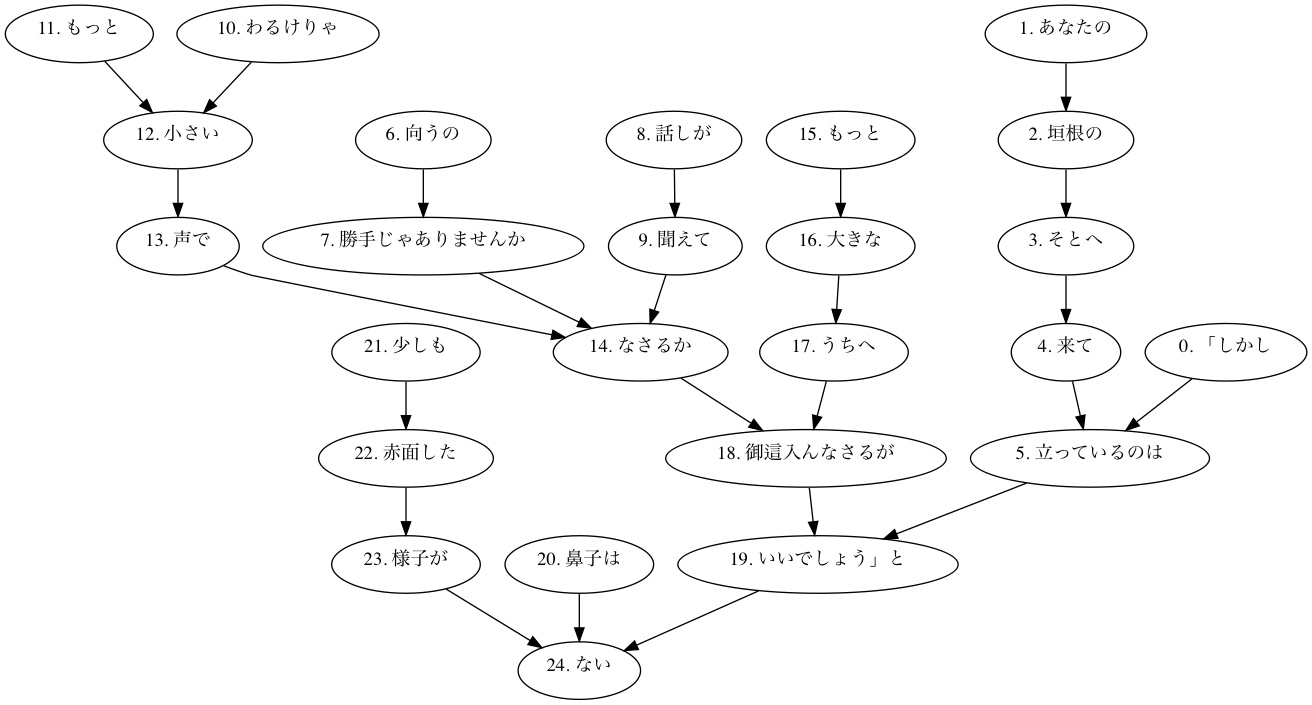 11. もっと
10. わるけりゃ
1. あなたの
12. 小さい
6. 向うの
8. 話しが
15. もっと
2. 垣根の
13. 声で
7. 勝手じゃありませんか
9. 聞えて
16. 大きな
3. そとへ
21. 少しも
14. なさるか
17. うちへ
4. 来て
0. 「しかし
22. 赤面した
18. 御這入んなさるが
5. 立っているのは
23. 様子が
20. 鼻子は
19. いいでしょう」と
24. ない